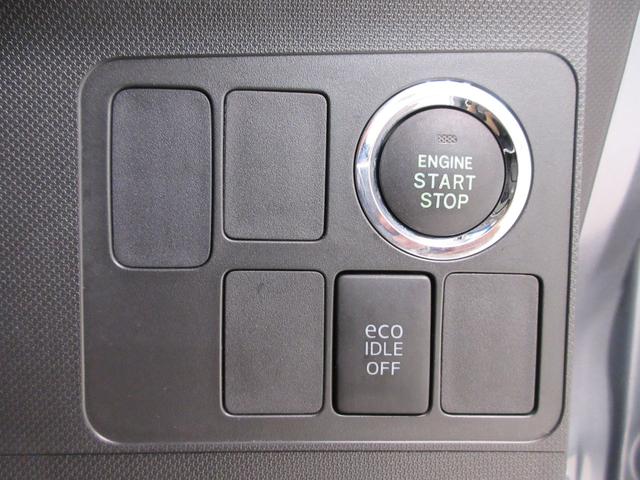 ENGINE
START
STOP
eco
IDLE
OFF